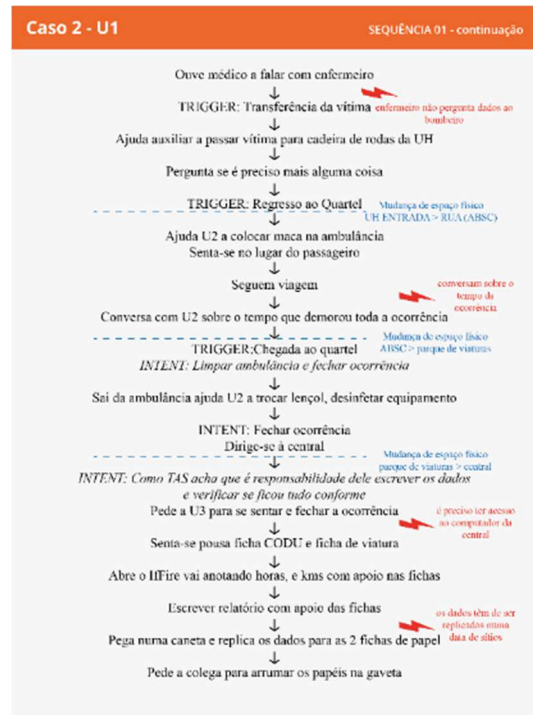 Caso 2 - U1
SEQUÊNCIA 01 - continuação
Ouve médico a falar com enfermeiro
TRIGGER: Transferência da vítima
enfermeiro não pergunta dados ao
bombeiro
Ajuda auxiliar a passar vítima para cadeira de rodas da UH
Pergunta se é preciso mais alguma coisa
TRIGGER: Regresso ao Quartel
Mudança de espaço físico
UH ENTRADA > RUA (ABSC)
Ajuda U2 a colocar maca na ambulância
Senta-se no lugar do passageiro
Seguem viagem
conversam sobre o
tempo da
ocorrência
Conversa com U2 sobre o tempo que demorou toda a ocorrência
Mudança de espaço físico
ABSC > parque de viaturas
TRIGGER:Chegada ao quartel
INTENT: Limpar ambulância e fechar ocorrência
Sai da ambulância ajuda U2 a trocar lençol, desinfetar equipamento
INTENT: Fechar ocorrência
Dirige-se à central
Mudança de espaço físico
parque de viaturas > central
INTENT: Como TAS acha que é responsabilidade dele escrever os dados
e verificar se ficou tudo conforme
Pede a U3 para se sentar e fechar a ocorrência
é preciso ter acesso
ao computador da
central
Senta-se pousa ficha CODU e ficha de viatura
Abre o IfFire vai anotando horas, e kms com apoio nas fichas
Escrever relatório com apoio das fichas
os dados têm de ser
replicados numa
data de sítios
Pega numa caneta e replica os dados para as 2 fichas de papel
Pede a colega para arrumar os papéis na gaveta